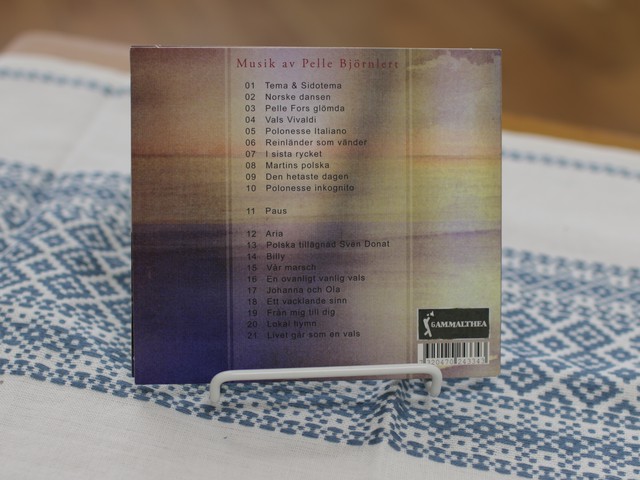 Musik av Pelle Björnlert
01 Tema & Sidotema
02 Norske dansen
03 Pelle Fors glömda
04 Vals Vivaldi
05 Polonesse Italiano
06 Reinländer som vänder
07 I sista rycket
08 Martins polska
09 Den hetaste dagen
10 Polonesse inkognito
11 Paus
12 Aria
13 Polska tillägnad Sven Donat
14 Billy
15 Vår marsch
16 En ovanligt vanlig vals
17 Johanna och Ola
18 Ett vacklande sinn
19 Från mig till dig
20 Lokal hymn
21 Livet går som en vals
GAMMALTHEA